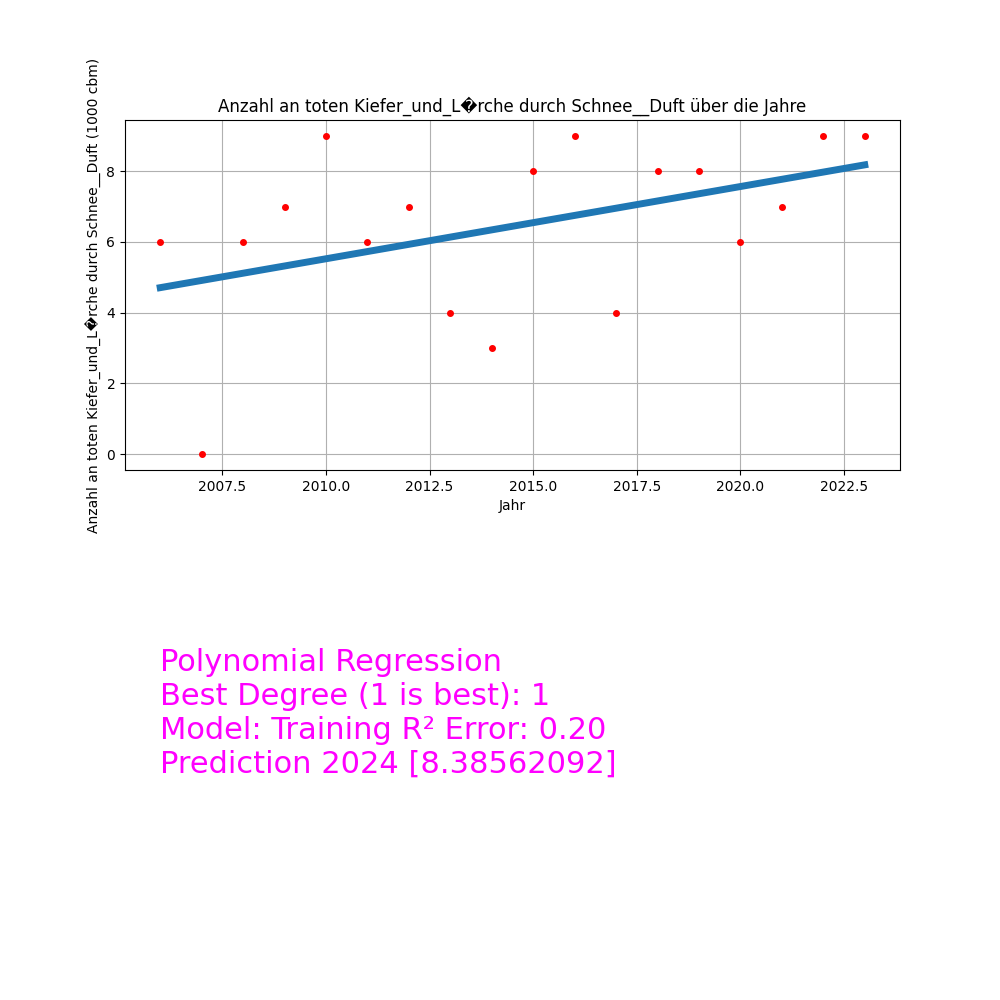 Anzahl an toten Kiefer_und_L�rche durch Schnee__Duft über die Jahre
Anzahl an toten Kiefer_und_L�rche durch Schnee__Duft (1000 cbm)
8
6
4
2
0
2007.5 2010.0 2012.5 2015.0 2017.5 2020.0 2022.5
Jahr
Polynomial Regression
Best Degree (1 is best): 1
Model: Training R² Error: 0.20
Prediction 2024 [8.38562092]